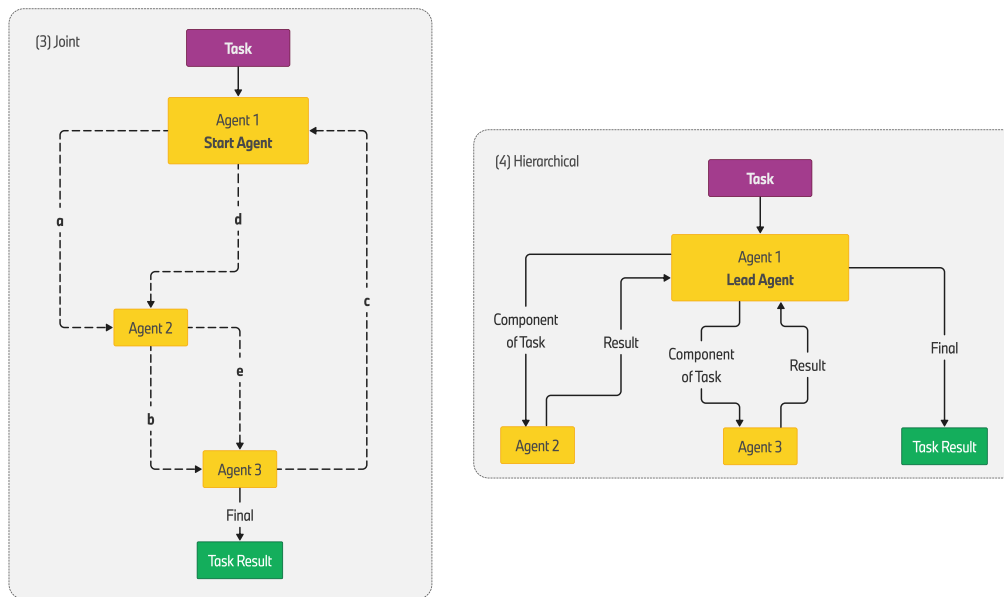 (3) Joint
Task
Agent 1
Start Agent
a
d
c
Agent 2
e
b
Agent 3
Final
Task Result
(4) Hierarchical
Task
Agent 1
Lead Agent
Component
of Task
Result
Component
of Task
Result
Final
Agent 2
Agent 3
Task Result